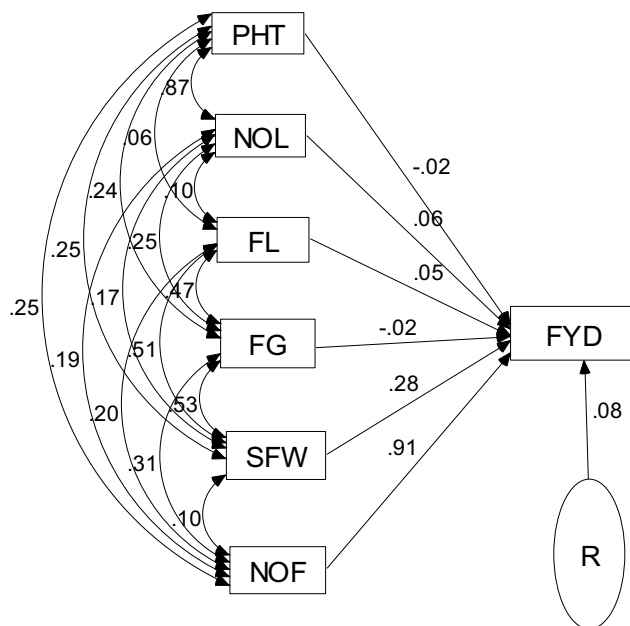 PHT
.87
NOL
-.02
.06
.06
.24
.10
FL
.05
.25
.25
.25
.17
.47
FG
-.02
FYD
.19
.51
.28
.53
.20
.08
.31
SFW
.91
.10
NOF
R